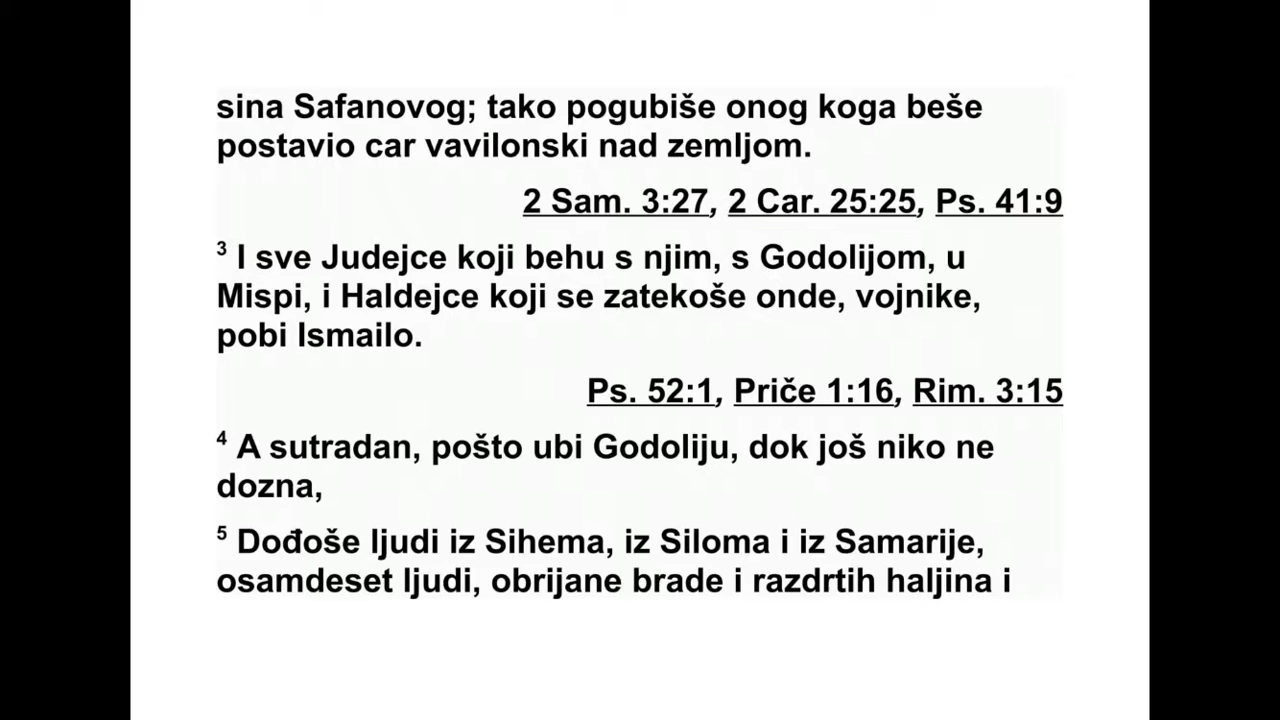 sina Safanovog; tako pogubiše onog koga beše
postavio car vavilonski nad zemljom.
2 Sam. 3:27, 2 Car. 25:25, Ps. 41:9
3 I sve Judejce koji behu s njim, s Godolijom, u
Mispi, i Haldejce koji se zatekoše onde, vojnike,
pobi Ismailo.
Ps. 52:1, Priče 1:16, Rim. 3:15
4 A sutradan, pošto ubi Godoliju, dok još niko ne
dozna,
5 Dođoše ljudi iz Sihema, iz Siloma i iz Samarije,
osamdeset ljudi, obrijane brade i razdrtih haljina i